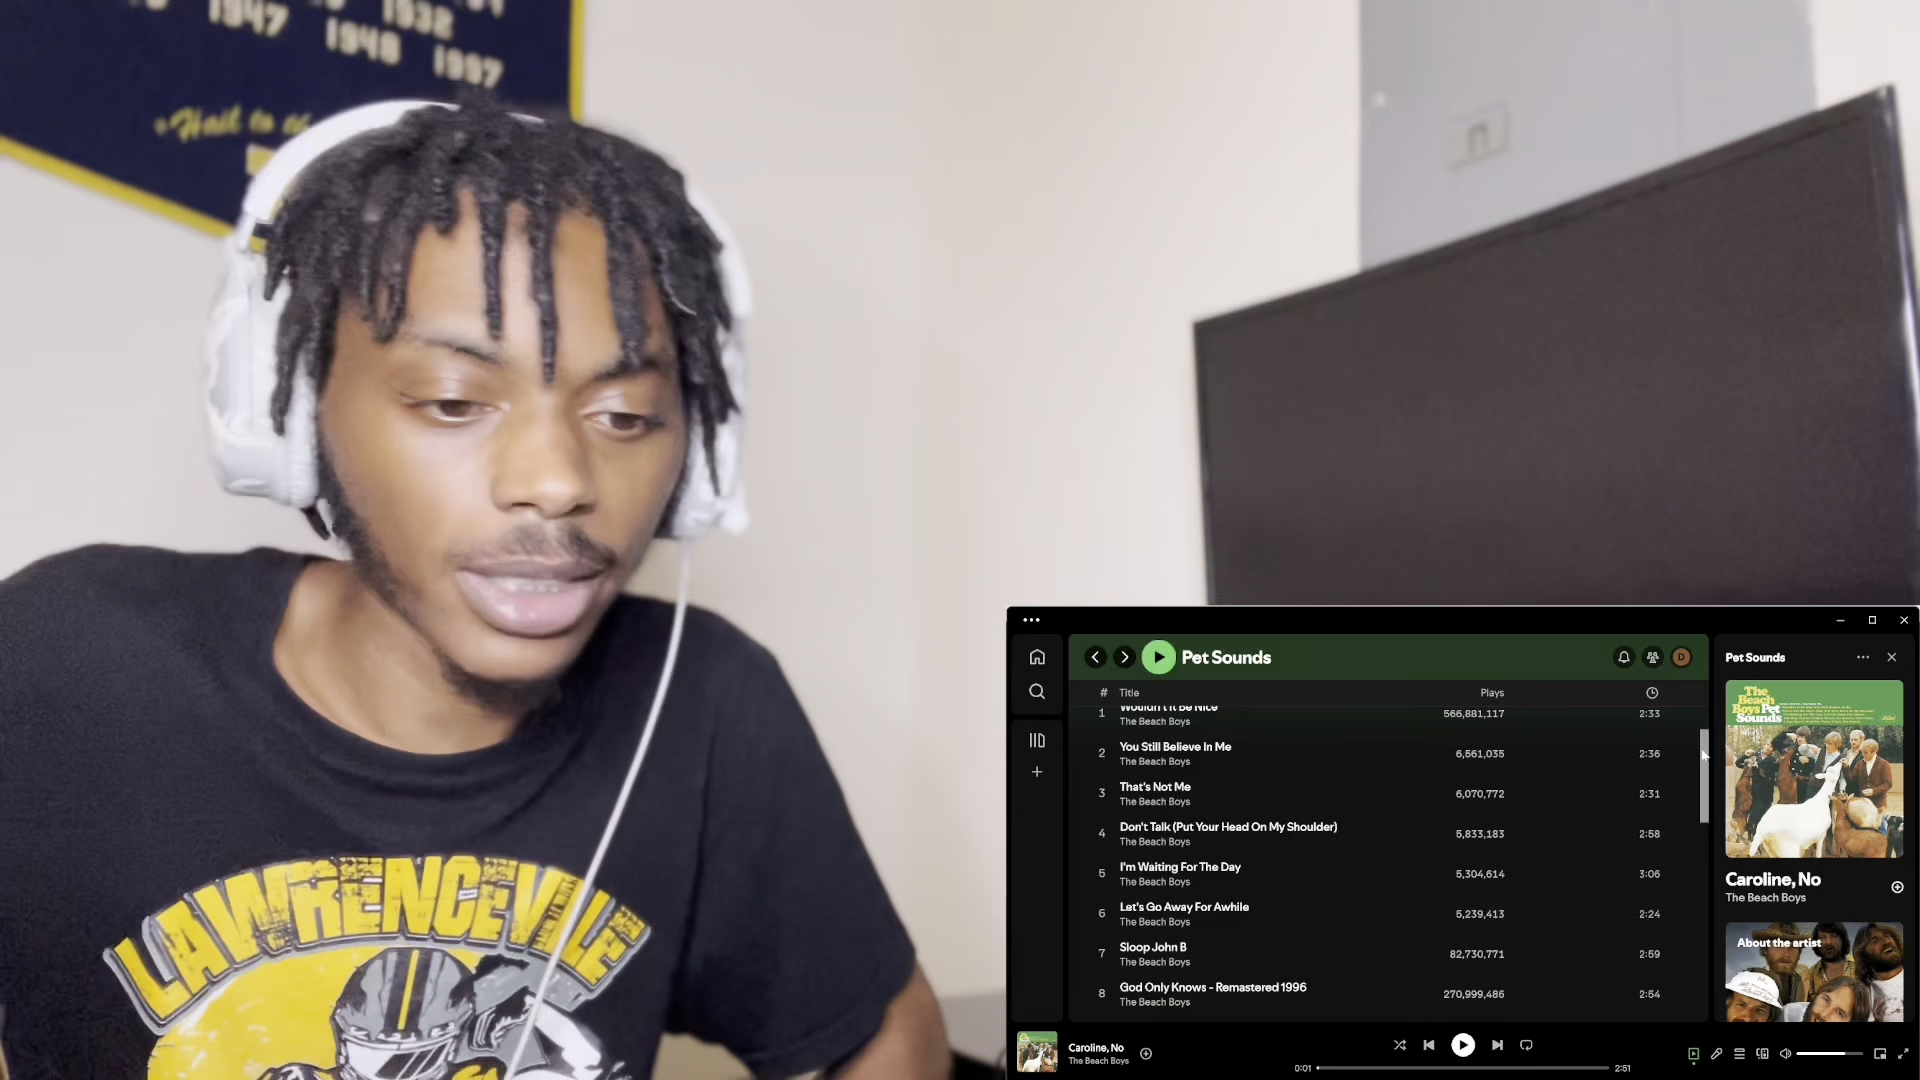 1947
1932
1948
1997
Hail to
LAWRENCEVILLE
Pet Sounds
# Title Plays
1 Wouldn't It Be Nice 566,881,117 2:33
The Beach Boys
2 You Still Believe In Me 6,561,035 2:36
The Beach Boys
3 That's Not Me 6,070,772 2:31
The Beach Boys
4 Don't Talk (Put Your Head On My Shoulder) 5,833,183 2:58
The Beach Boys
5 I'm Waiting For The Day 5,304,614 3:06
The Beach Boys
6 Let's Go Away For Awhile 5,239,413 2:24
The Beach Boys
7 Sloop John B 82,730,771 2:59
The Beach Boys
8 God Only Knows - Remastered 1996 270,999,486 2:54
The Beach Boys
D
Pet Sounds
The
Beach
Boys Pet
Sounds
Caroline, No
The Beach Boys
About the artist
Caroline, No
The Beach Boys
0:01
2:51